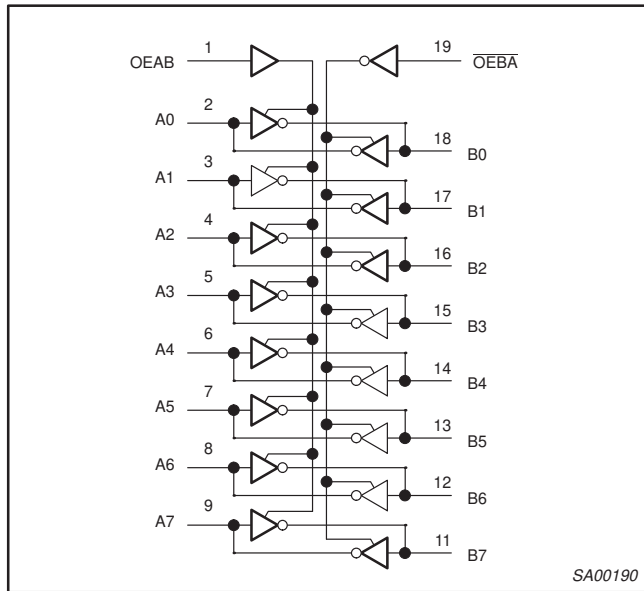 OEAB 1 19 OEBA
A0 2
18 B0
A1 3
17 B1
A2 4
16 B2
A3 5
15 B3
A4 6
14 B4
A5 7
13 B5
A6 8
12 B6
A7 9
11 B7
SA00190